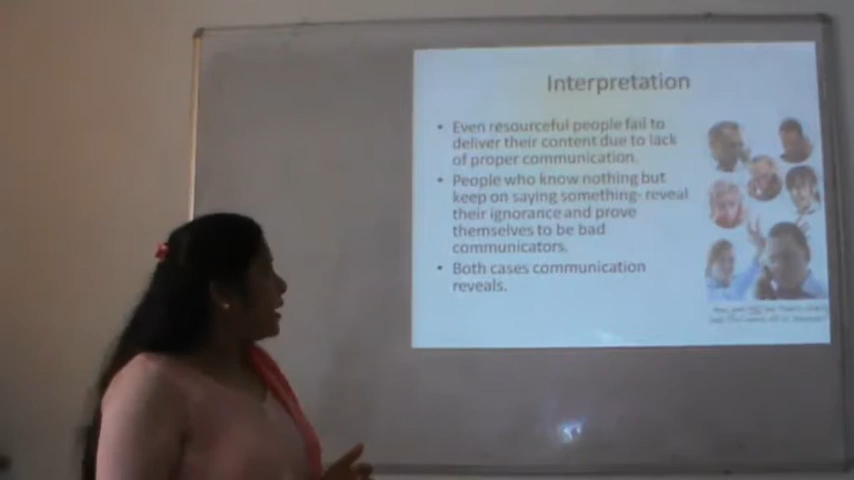 Interpretation
• Even resourceful people fail to
deliver their content due to lack
of proper communication.
• People who know nothing but
keep on saying something- reveal
their ignorance and prove
themselves to be bad
communicators.
• Both cases communication
reveals.